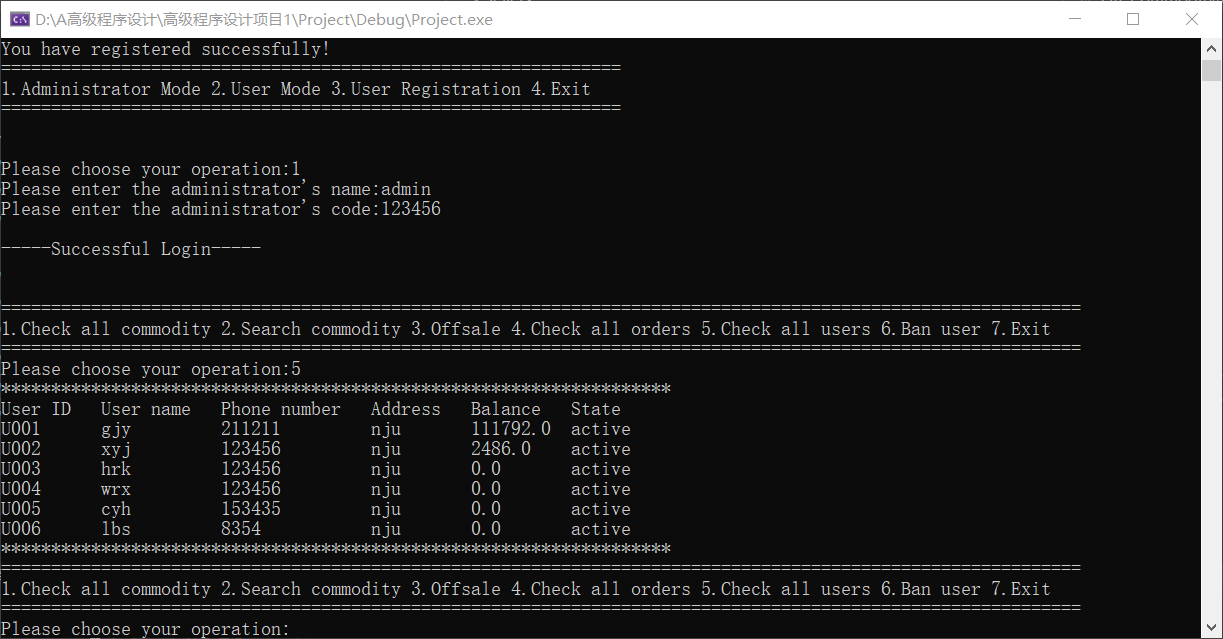 D:\A高级程序设计\高级程序设计项目1\Project\Debug\Project.exe
You have registered successfully!
==============================================================
1.Administrator Mode 2.User Mode 3.User Registration 4.Exit
==============================================================
Please choose your operation:1
Please enter the administrator's name:admin
Please enter the administrator's code:123456
-----Successful Login-----
============================================================================================================
1.Check all commodity 2.Search commodity 3.Offsale 4.Check all orders 5.Check all users 6.Ban user 7.Exit
============================================================================================================
Please choose your operation:5
*******************************************************************
User ID   User name   Phone number   Address   Balance   State
U001      gjy         211211         nju       111792.0  active
U002      xyj         123456         nju       2486.0    active
U003      hrk         123456         nju       0.0       active
U004      wrx         123456         nju       0.0       active
U005      cyh         153435         nju       0.0       active
U006      lbs         8354           nju       0.0       active
*******************************************************************
============================================================================================================
1.Check all commodity 2.Search commodity 3.Offsale 4.Check all orders 5.Check all users 6.Ban user 7.Exit
============================================================================================================
Please choose your operation: